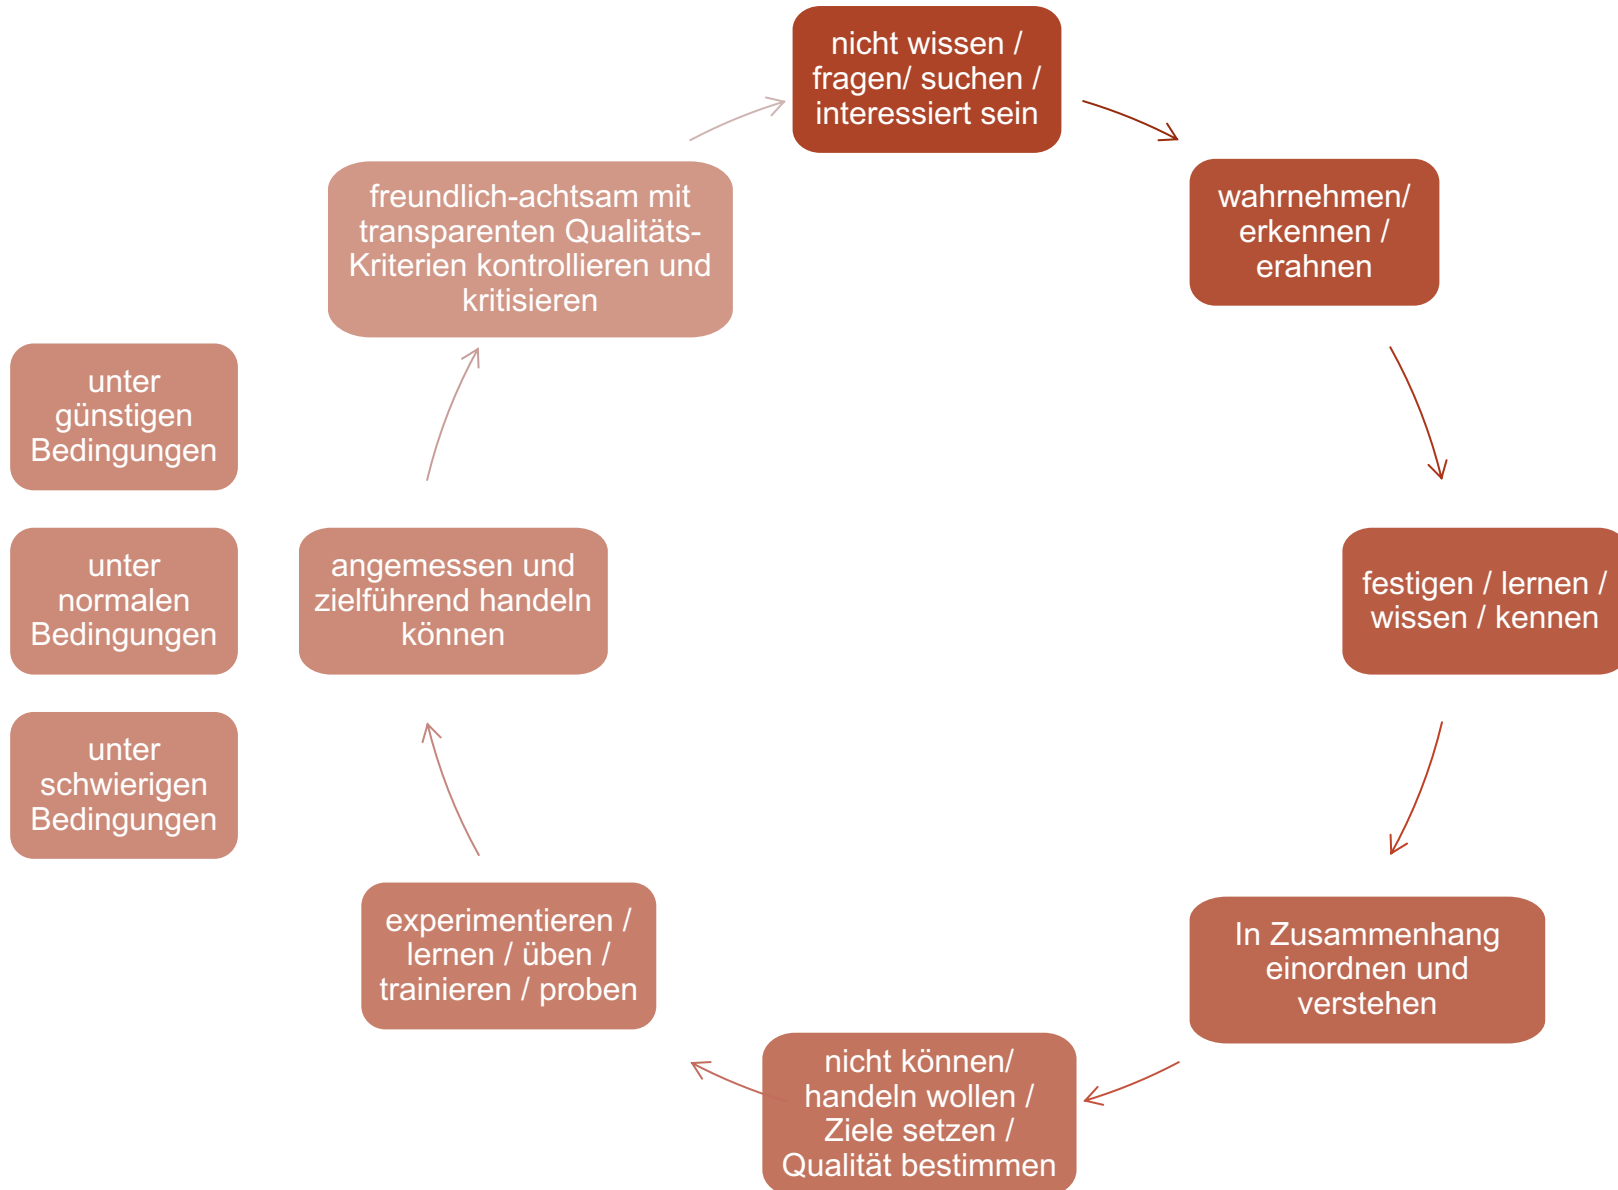 nicht wissen /
fragen/ suchen /
interessiert sein
wahrnehmen/
erkennen /
erahnen
festigen / lernen /
wissen / kennen
In Zusammenhang
einordnen und
verstehen
nicht können/
handeln wollen /
Ziele setzen /
Qualität bestimmen
experimentieren /
lernen / üben /
trainieren / proben
angemessen und
zielführend handeln
können
freundlich-achtsam mit
transparenten Qualitäts-
Kriterien kontrollieren und
kritisieren
unter
günstigen
Bedingungen
unter
normalen
Bedingungen
unter
schwierigen
Bedingungen